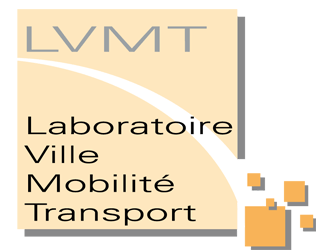 LVMT
Laboratoire
Ville
Mobilité
Transport